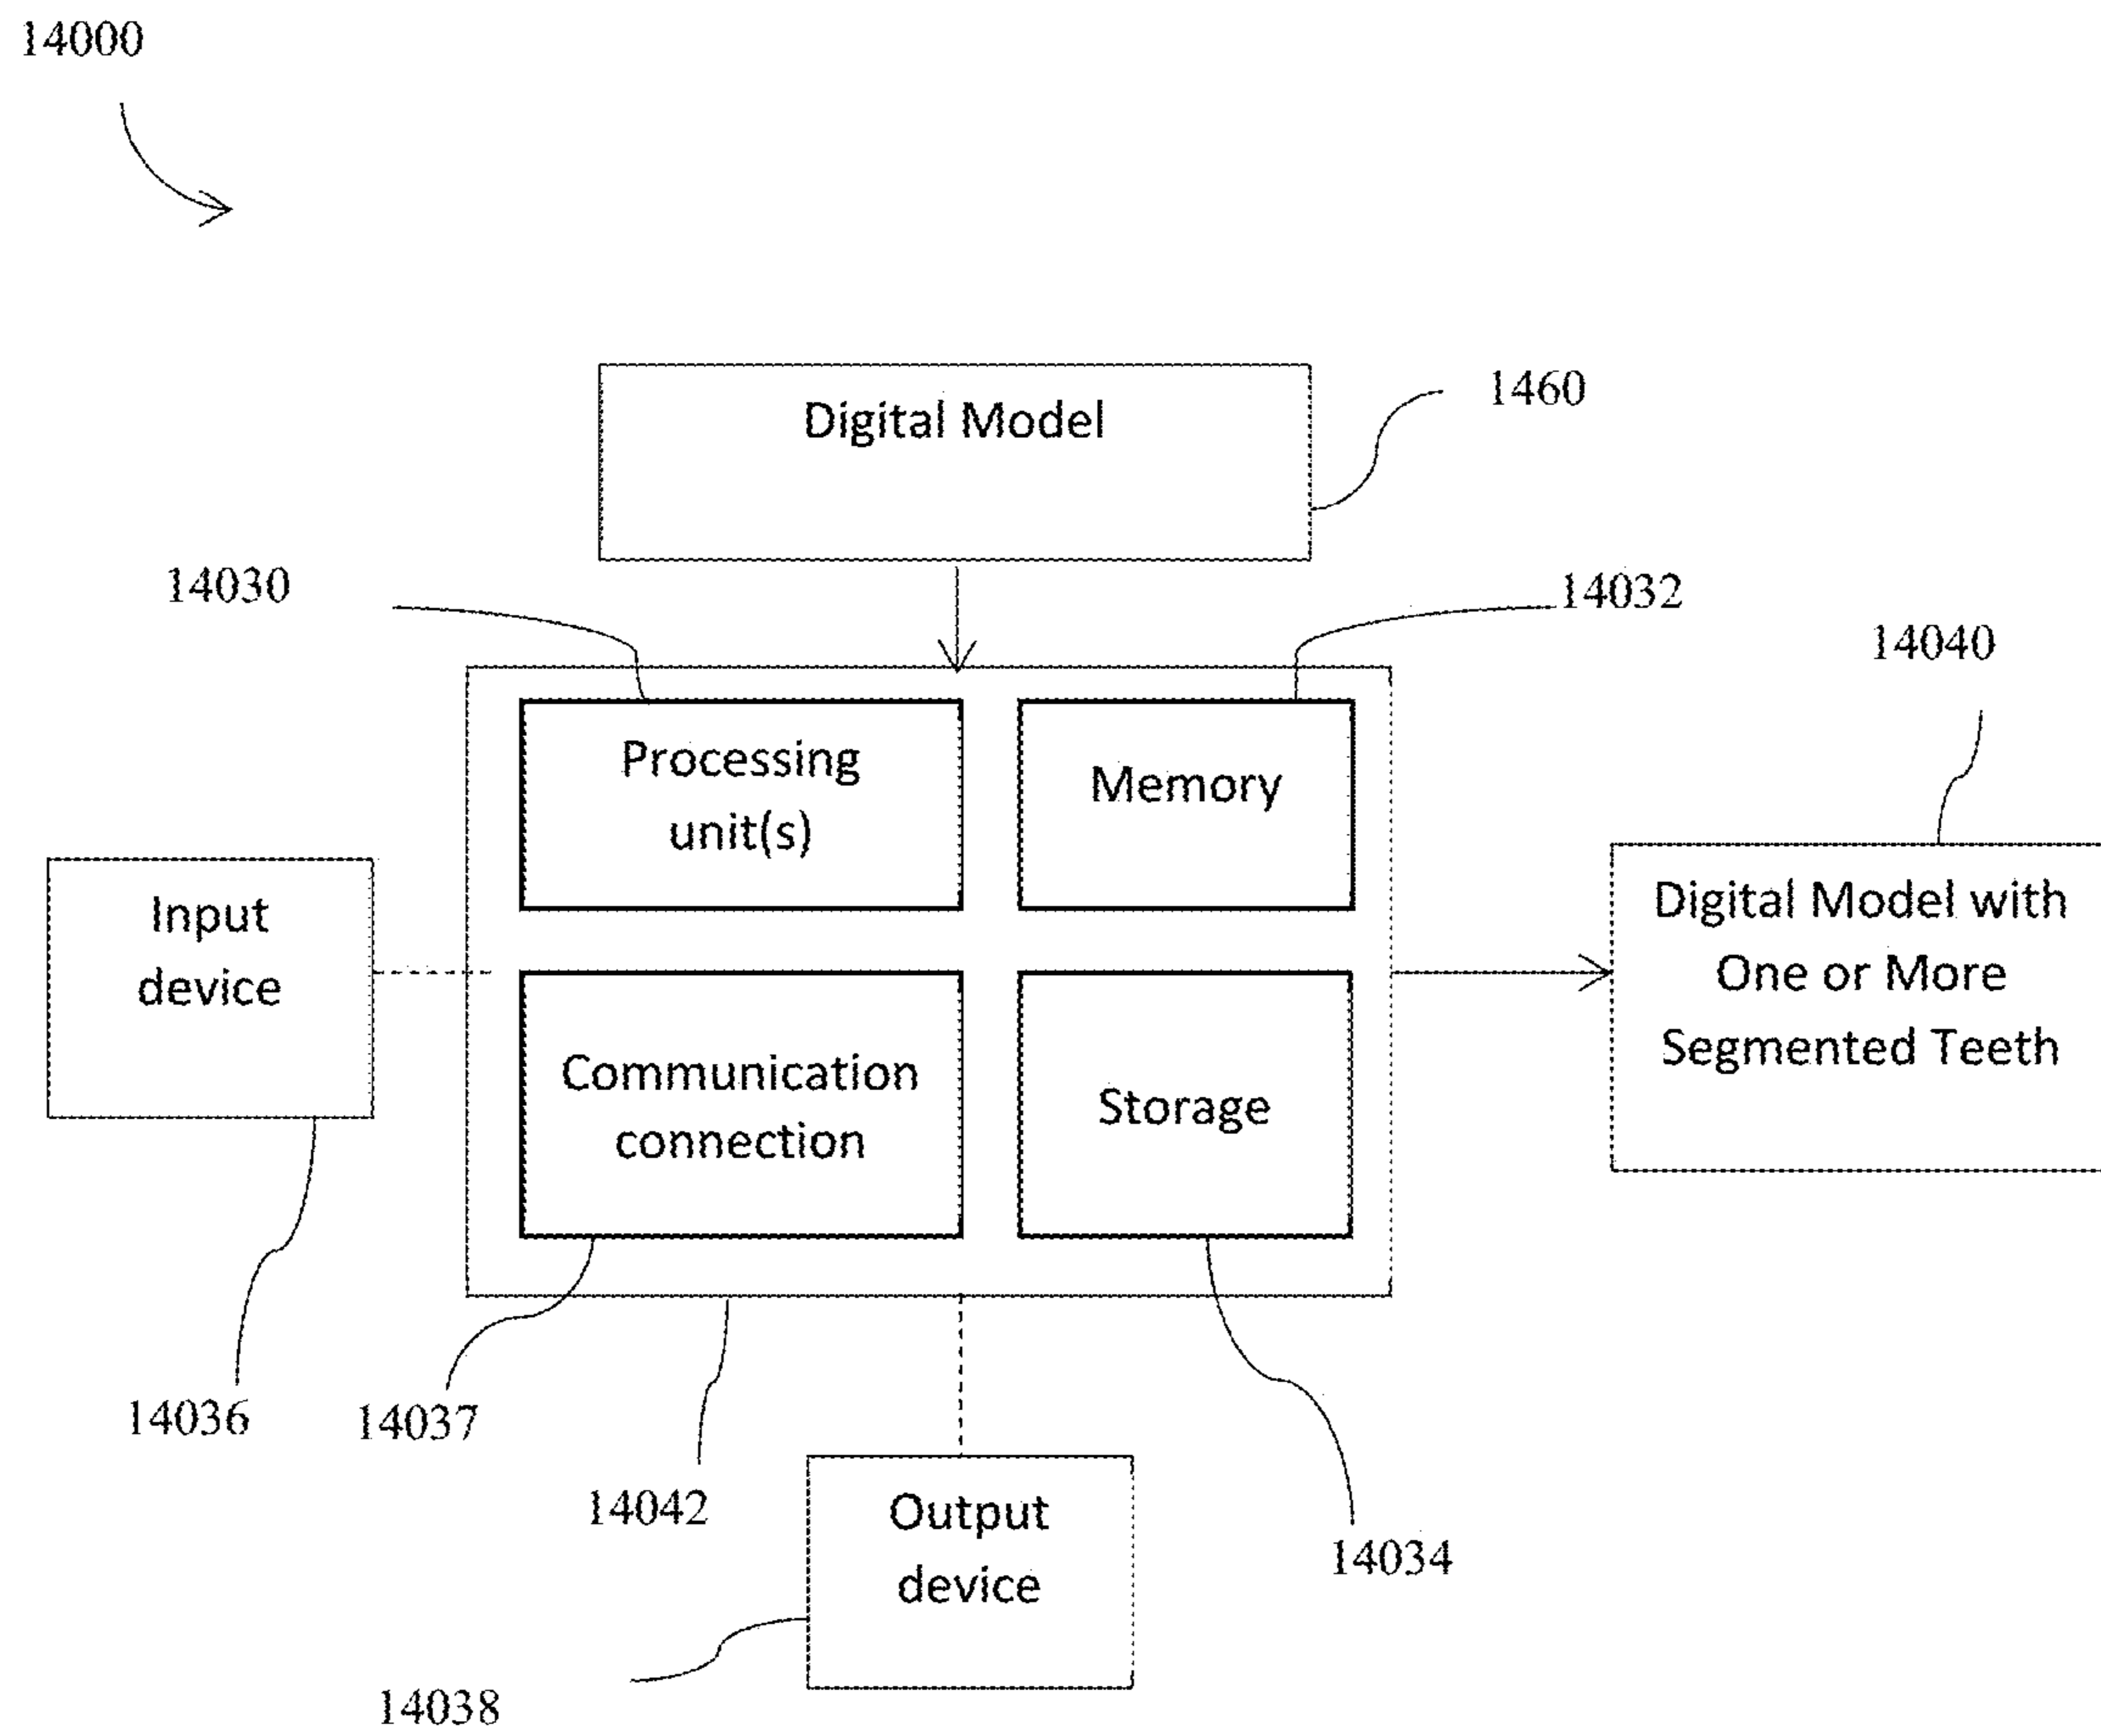 14000
Digital Model
1460
14030
14032
14040
Processing
unit(s)
Memory
Input
device
Digital Model with
One or More
Segmented Teeth
Communication
connection
Storage
14036
14037
14042
Output
device
14034
14038